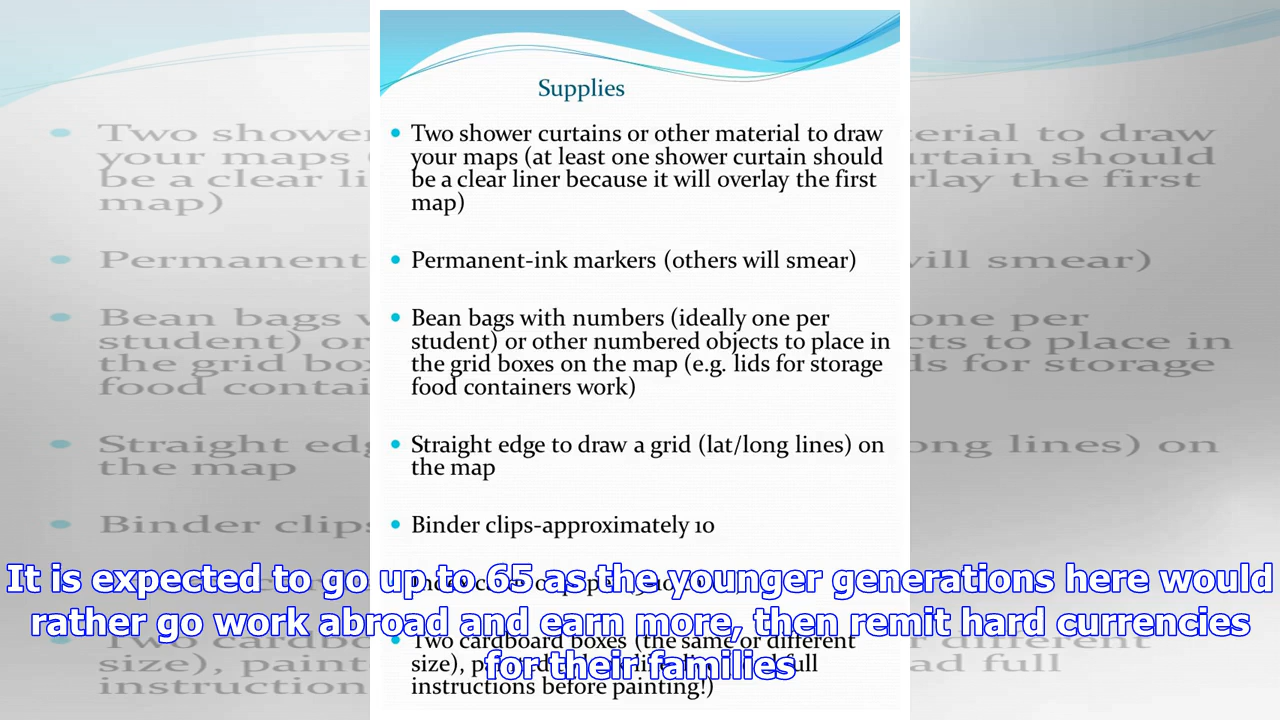 Supplies
Two shower curtains or other material to draw
your maps (at least one shower curtain should
be a clear liner because it will overlay the first
map)
Permanent-ink markers (others will smear)
Bean bags with numbers (ideally one per
student) or other numbered objects to place in
the grid boxes on the map (e.g. lids for storage
food containers work)
Straight edge to draw a grid (lat/long lines) on
the map
Binder clips-approximately 10
It is expected to go up to .65 as the younger generations here would
rather go work abroad and earn more, then remit hard currencies
for their families
Two cardboard boxes (the same or different
size),
full
instructions before painting!)